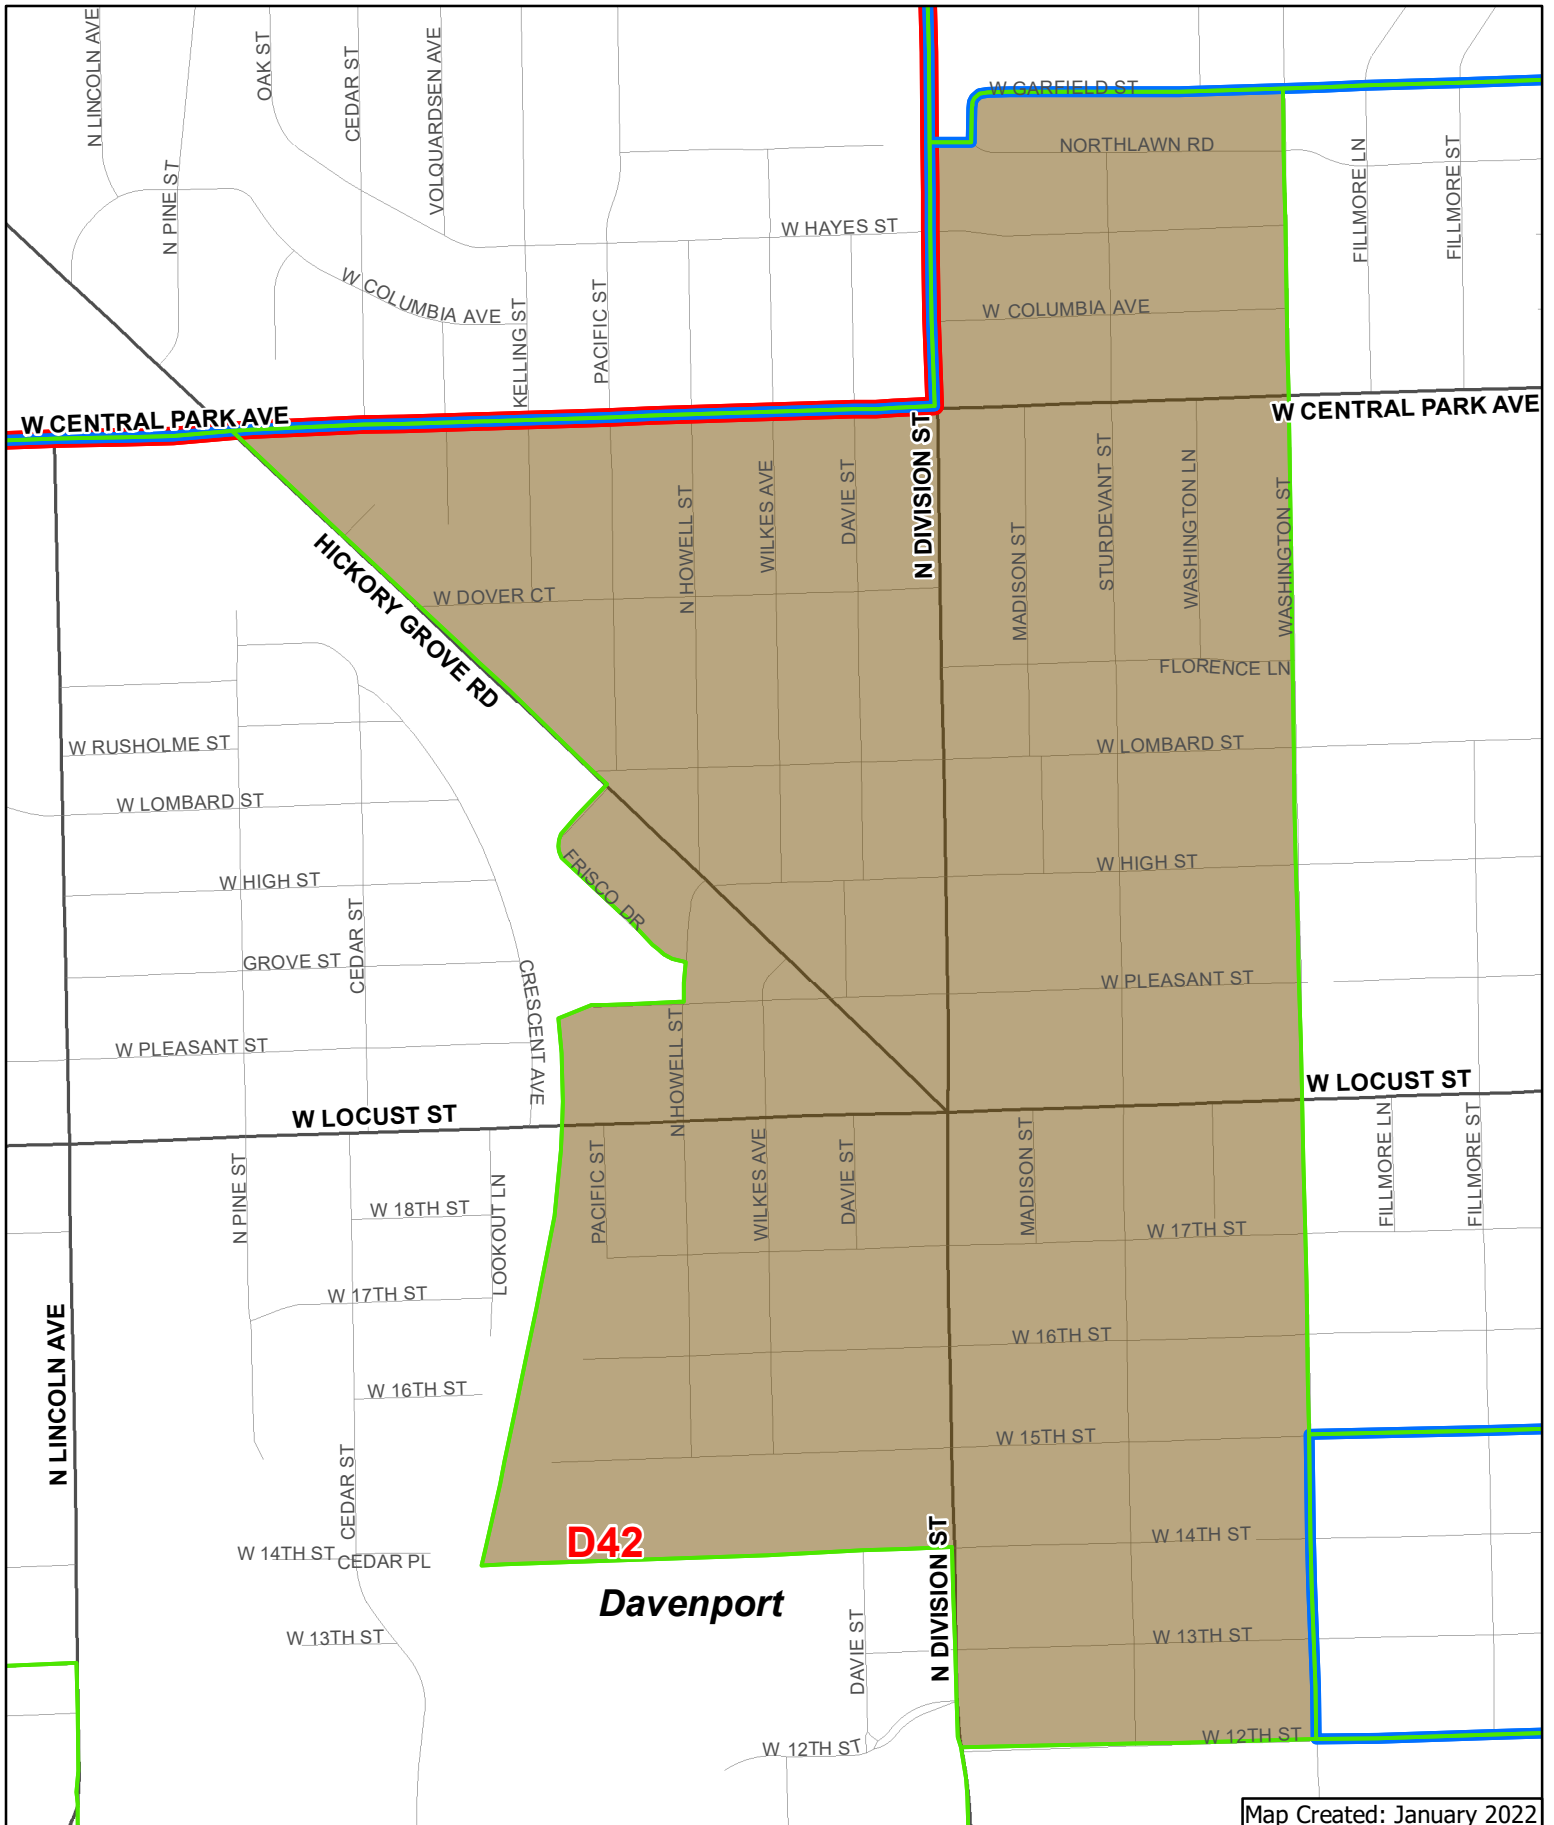 N LINCOLN AVE
OAK ST
CEDAR ST
VOLQUARDSEN AVE
W GARFIELD ST
NORTHLAWN RD
FILLMORE LN
FILLMORE ST
N PINE ST
W HAYES ST
W COLUMBIA AVE
KELLING ST
PACIFIC ST
W COLUMBIA AVE
W CENTRAL PARK AVE
W CENTRAL PARK AVE
N DIVISION ST
HICKORY GROVE RD
N HOWELL ST
WILKES AVE
DAVIE ST
MADISON ST
STURDEVANT ST
WASHINGTON LN
WASHINGTON ST
W DOVER CT
FLORENCE LN
W RUSHOLME ST
W LOMBARD ST
W LOMBARD ST
W HIGH ST
W HIGH ST
FRISCO DR
CEDAR ST
GROVE ST
CRESCENT AVE
W PLEASANT ST
W PLEASANT ST
N HOWELL ST
W LOCUST ST
W LOCUST ST
N PINE ST
W 18TH ST
LOOKOUT LN
PACIFIC ST
WILKES AVE
DAVIE ST
MADISON ST
W 17TH ST
FILLMORE LN
FILLMORE ST
W 17TH ST
N LINCOLN AVE
W 16TH ST
W 16TH ST
W 15TH ST
CEDAR ST
D42
W 14TH ST
W 14TH ST
CEDAR PL
Davenport
N DIVISION ST
W 13TH ST
DAVIE ST
W 13TH ST
W 12TH ST
W 12TH ST
Map Created: January 2022